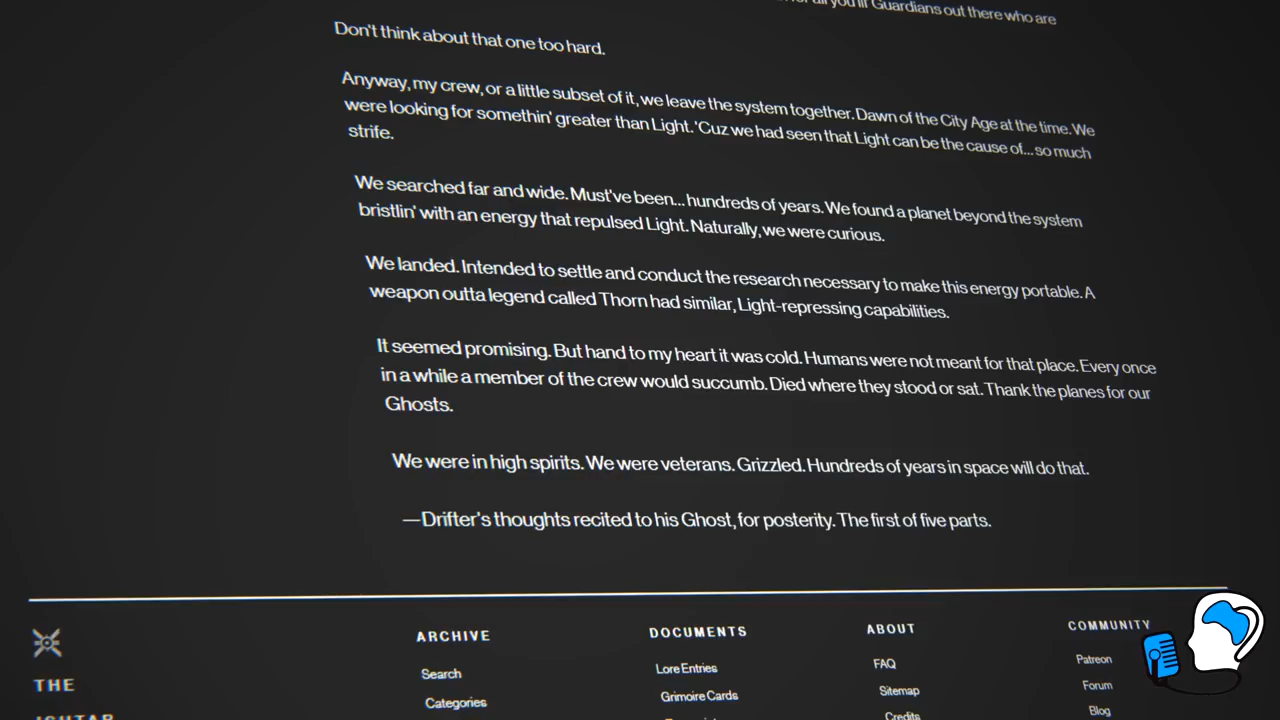 all you'll Guardians out there who are
Don't think about that one too hard.
Anyway, my crew, or a little subset of it, we leave the system together. Dawn of the City Age at the time. We
were looking for somethin' greater than Light. 'Cuz we had seen that Light can be the cause of... so much
strife.
We searched far and wide. Must've been... hundreds of years. We found a planet beyond the system
bristlin' with an energy that repulsed Light. Naturally, we were curious.
We landed. Intended to settle and conduct the research necessary to make this energy portable. A
weapon outta legend called Thorn had similar, Light-repressing capabilities.
It seemed promising. But hand to my heart it was cold. Humans were not meant for that place. Every once
in a while a member of the crew would succumb. Died where they stood or sat. Thank the planes for our
Ghosts.
We were in high spirits. We were veterans. Grizzled. Hundreds of years in space will do that.
—Drifter's thoughts recited to his Ghost, for posterity. The first of five parts.
THE
ISHTAR
ARCHIVE
Search
Categories
DOCUMENTS
Lore Entries
Grimoire Cards
ABOUT
FAQ
Sitemap
Credits
COMMUNITY
Patreon
Forum
Blog